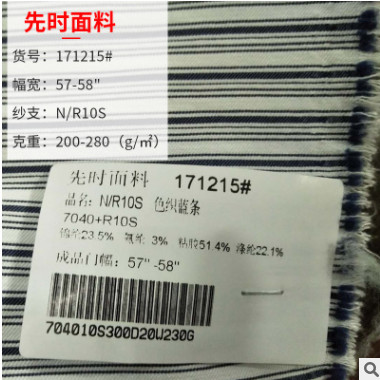 先时面料
货号：171215#
幅宽：57-58"
纱支：N/R10S
克重：200-280（g/㎡）
先时面料 171215#
品名：N/R10S 色织蓝条
7040+R10S
锦纶23.5% 氨纶 3% 粘胶51.4% 涤纶22.1%
成品门幅：57"-58"
704010S300D20W230G